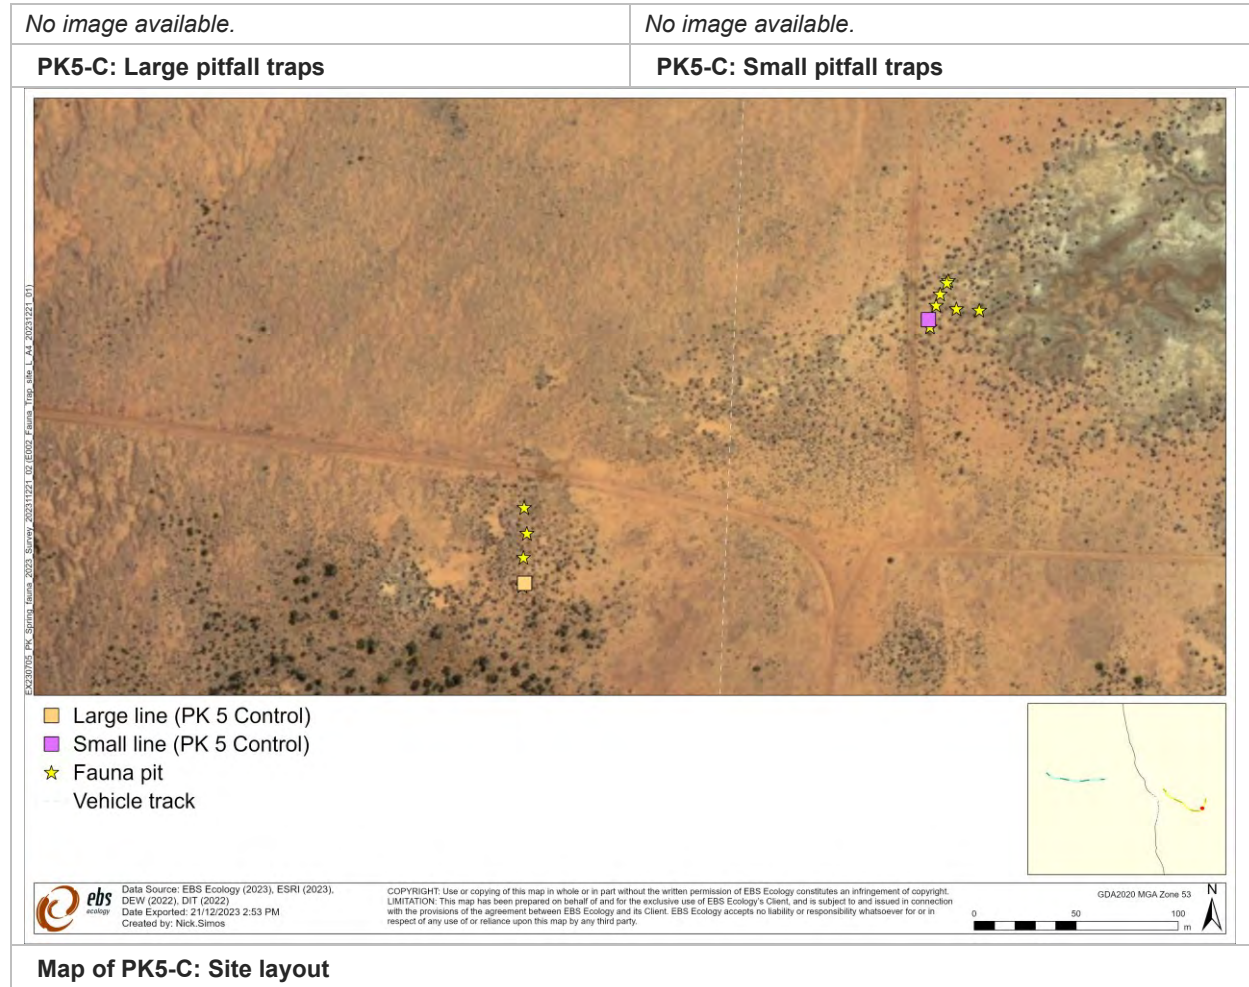 No image available.
No image available.
PK5-C: Large pitfall traps
PK5-C: Small pitfall traps
EX230705_PK_Spring_fauna_2023_Survey_202311221_02 (E002_Fauna_Trap_site_L_A4_20231221_01)
Large line (PK 5 Control)
Small line (PK 5 Control)
Fauna pit
Vehicle track
ebs
ecology
Data Source: EBS Ecology (2023), ESRI (2023),
DEW (2022), DIT (2022)
Date Exported: 21/12/2023 2:53 PM
Created by: Nick.Simos
COPYRIGHT: Use or copying of this map in whole or in part without the written permission of EBS Ecology constitutes an infringement of copyright.
LIMITATION: This map has been prepared on behalf of and for the exclusive use of EBS Ecology's Client, and is subject to and issued in connection
with the provisions of the agreement between EBS Ecology and its Client. EBS Ecology accepts no liability or responsibility whatsoever for or in
respect of any use of or reliance upon this map by any third party.
GDA2020 MGA Zone 53
N
0 50 100
m
Map of PK5-C: Site layout